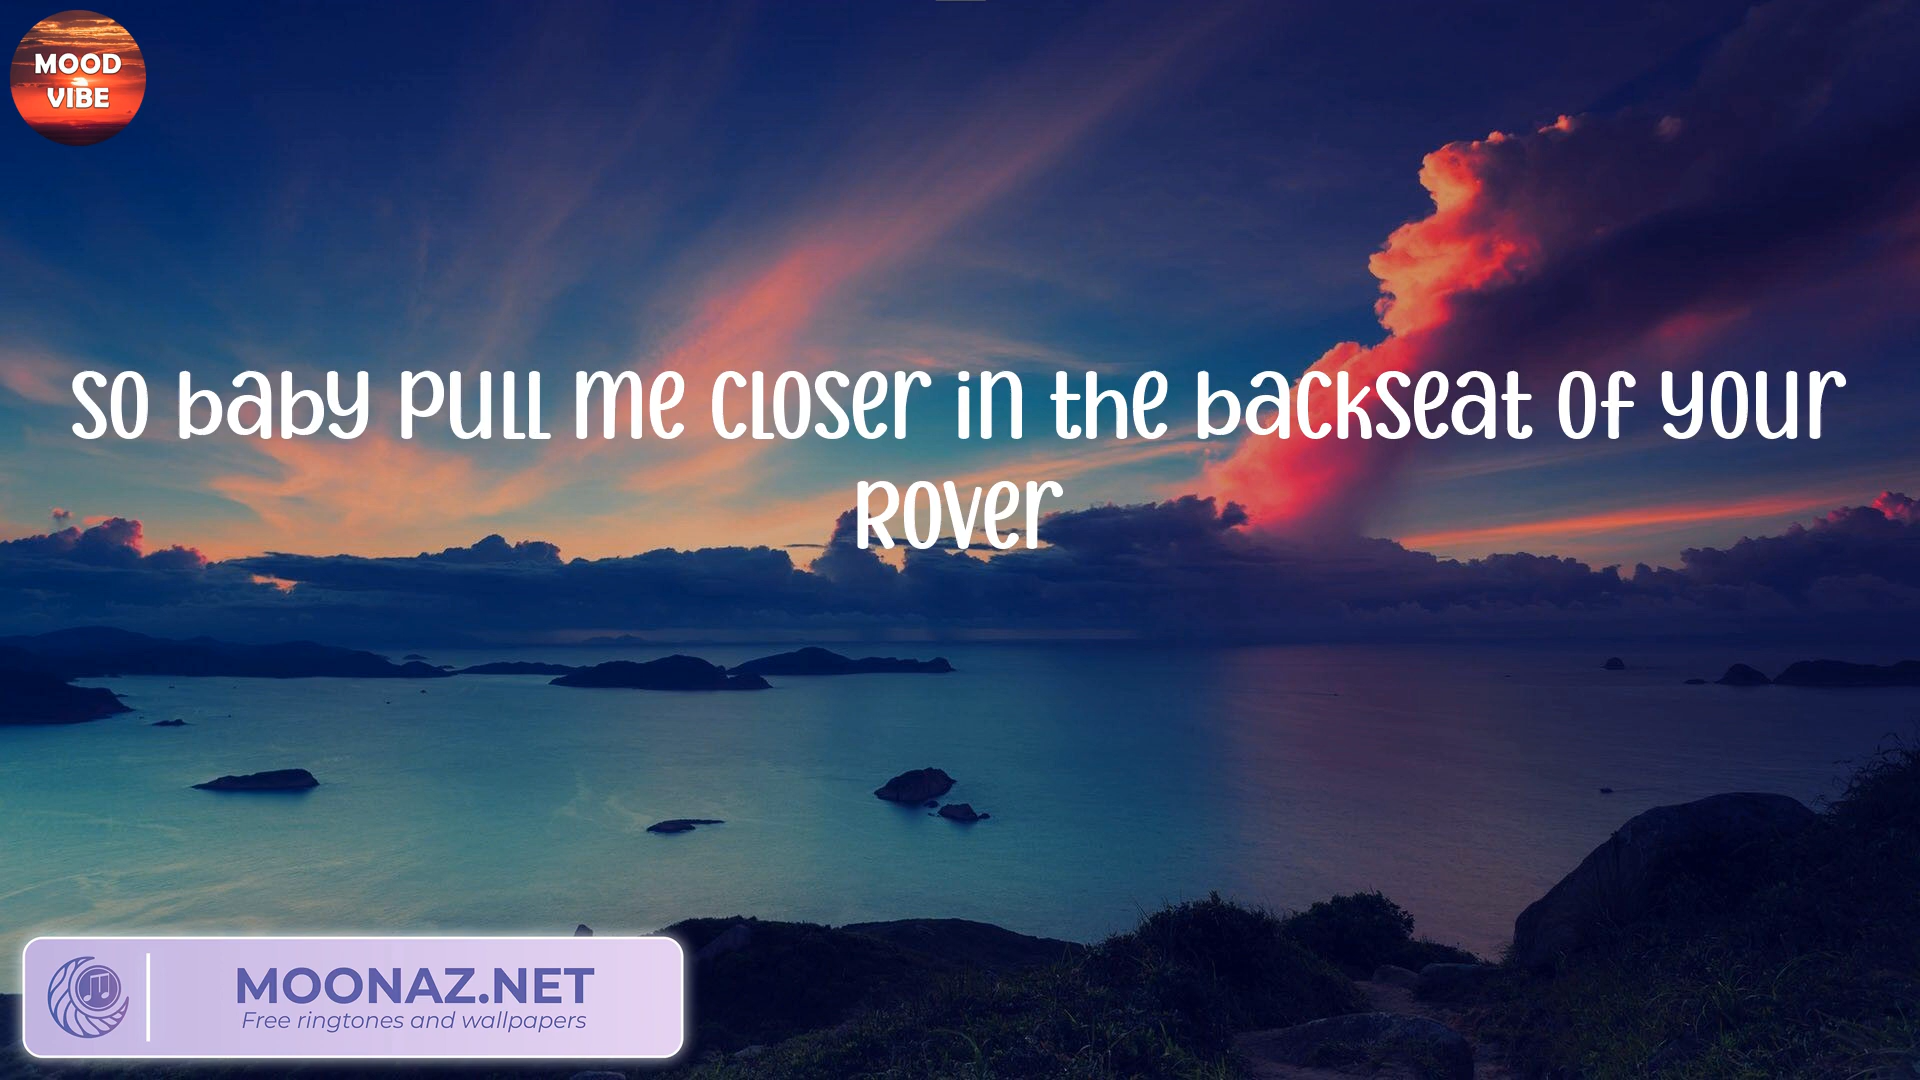 MOOD
VIBE
so baby pull me closer in the backseat of your
Rover
MOONAZ.NET
Free ringtones and wallpapers